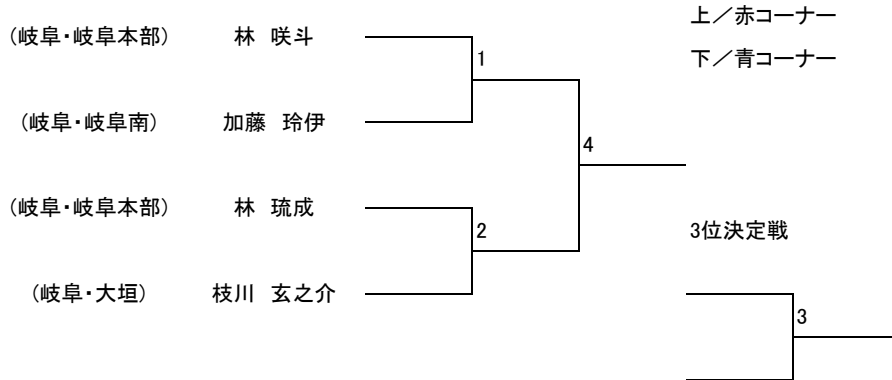 上／赤コーナー
(岐阜・岐阜本部) 林 咲斗
1
下／青コーナー
(岐阜・岐阜南) 加藤 玲伊
4
(岐阜・岐阜本部) 林 琉成
2
3位決定戦
(岐阜・大垣) 枝川 玄之介
3